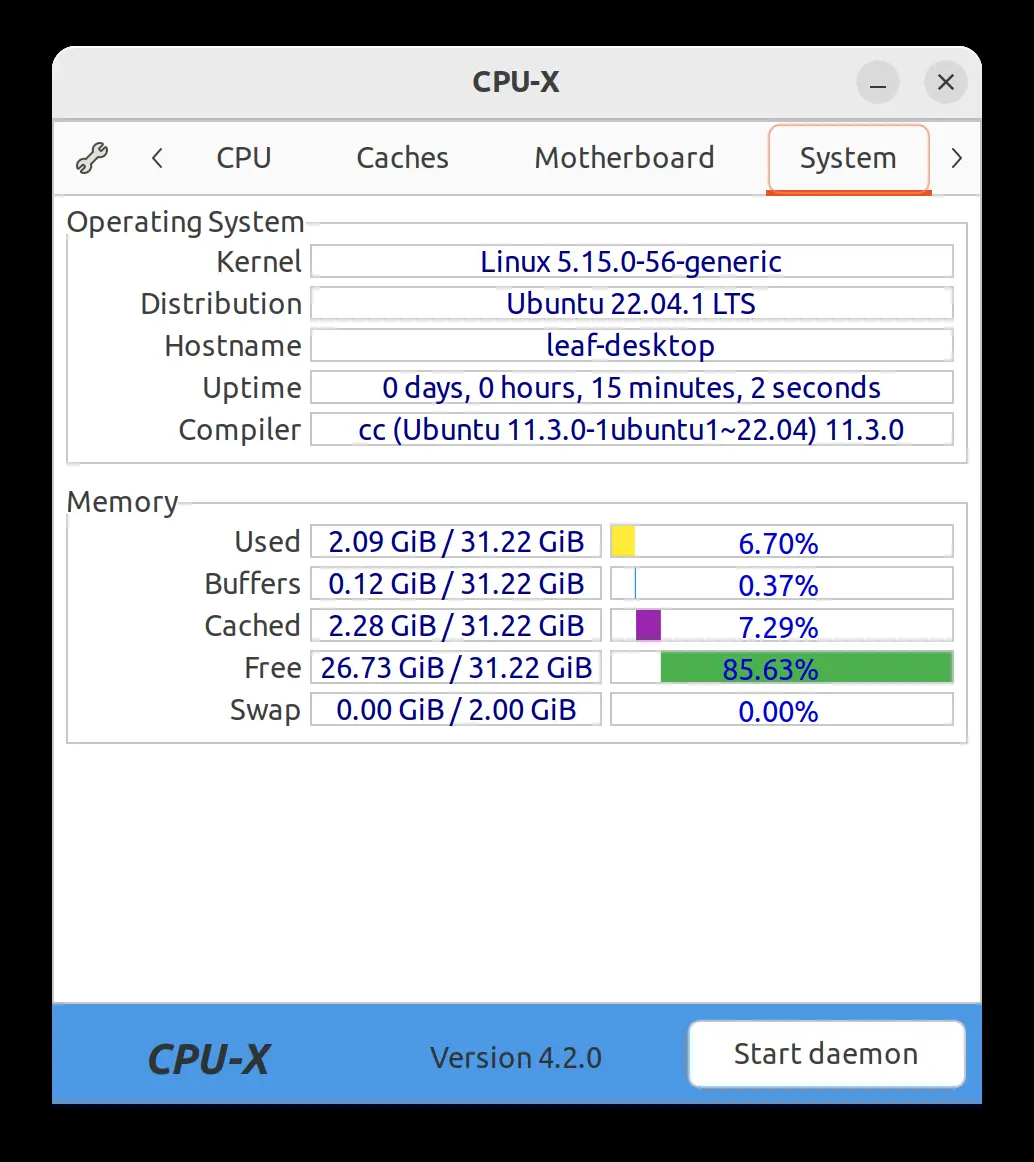 CPU-X
CPU Caches Motherboard System
Operating System
Kernel Linux 5.15.0-56-generic
Distribution Ubuntu 22.04.1 LTS
Hostname leaf-desktop
Uptime 0 days, 0 hours, 15 minutes, 2 seconds
Compiler cc (Ubuntu 11.3.0-1ubuntu1~22.04) 11.3.0
Memory
Used 2.09 GiB / 31.22 GiB 6.70%
Buffers 0.12 GiB / 31.22 GiB 0.37%
Cached 2.28 GiB / 31.22 GiB 7.29%
Free 26.73 GiB / 31.22 GiB 85.63%
Swap 0.00 GiB / 2.00 GiB 0.00%
CPU-X Version 4.2.0 Start daemon